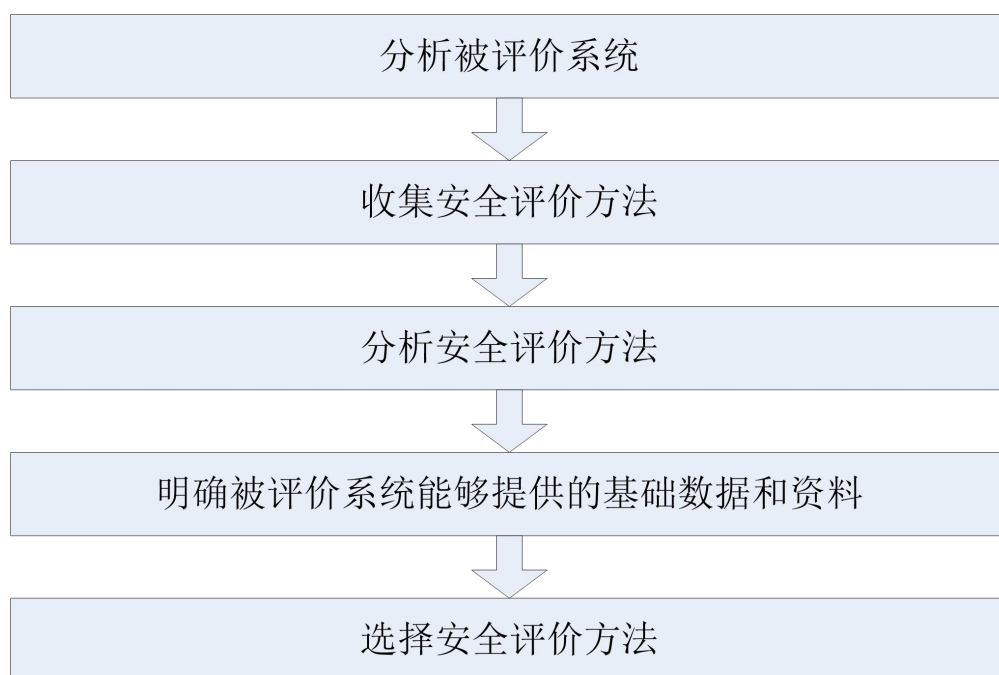 分析被评价系统
收集安全评价方法
分析安全评价方法
明确被评价系统能够提供的基础数据和资料
选择安全评价方法